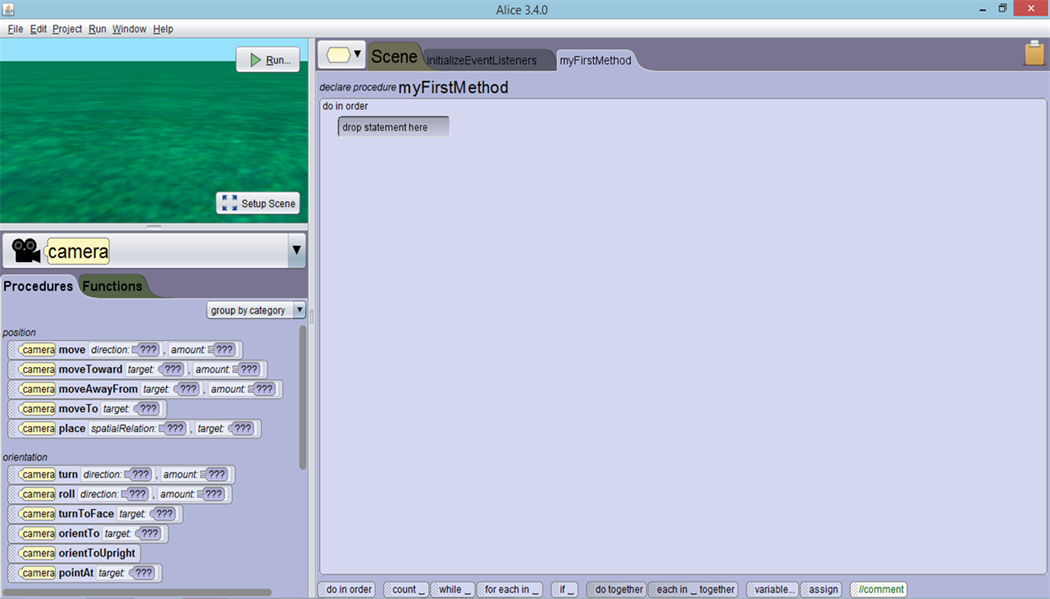 Alice 3.4.0
File Edit Project Run Window Help
Run...
Setup Scene
camera
Procedures Functions
group by category
position
camera move direction: ??? , amount: ???
camera moveToward target: ??? , amount: ???
camera moveAwayFrom target: ??? , amount: ???
camera moveTo target: ???
camera place spatialRelation: ??? , target: ???
orientation
camera turn direction: ??? , amount: ???
camera roll direction: ??? , amount: ???
camera turnToFace target: ???
camera orientTo target: ???
camera orientToUpright
camera pointAt target: ???
Scene initializeEventListeners myFirstMethod
declare procedure myFirstMethod
do in order
drop statement here
do in order count _ while _ for each in _ if _ do together each in _ together variable... assign //comment